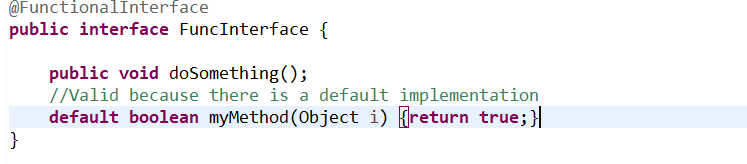 @FunctionalInterface
public interface FuncInterface {
public void doSomething();
//Valid because there is a default implementation
default boolean myMethod(Object i) {return true;}
}